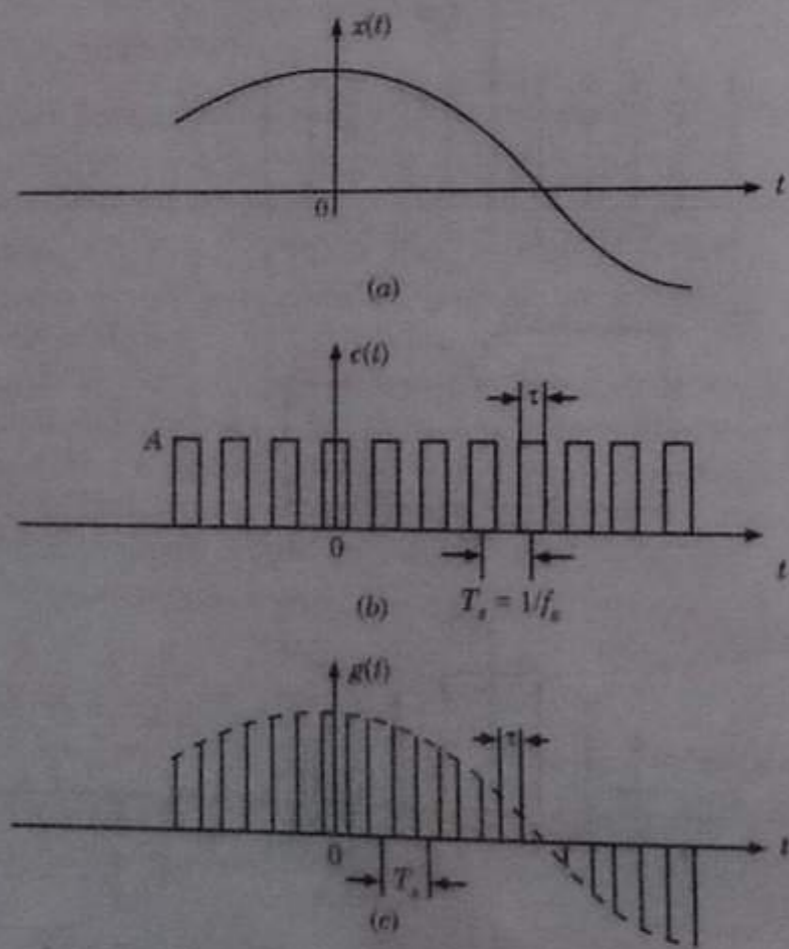 x(t)
t
0
(a)
c(t)
τ
A
0
t
T_s = 1/f_s
(b)
g(t)
τ
t
0
T_s
(c)